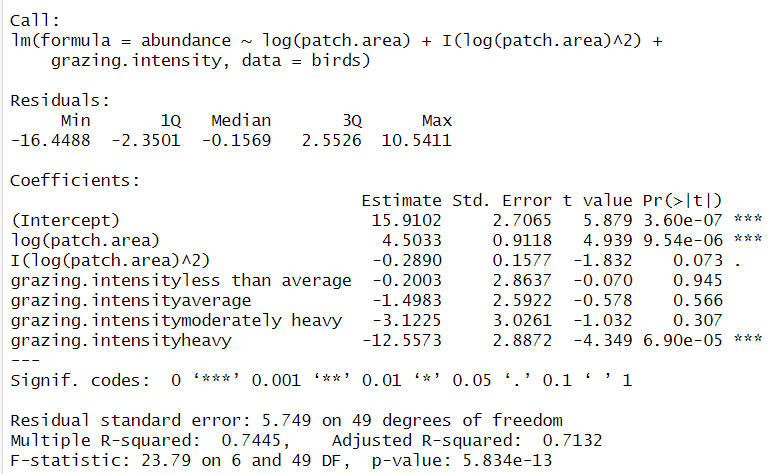 Call:
lm(formula = abundance ~ log(patch.area) + I(log(patch.area)^2) +
    grazing.intensity, data = birds)

Residuals:
     Min       1Q   Median       3Q      Max
-16.4488  -2.3501  -0.1569   2.5526  10.5411

Coefficients:
                                   Estimate Std. Error t value Pr(>|t|)
(Intercept)                         15.9102     2.7065   5.879 3.60e-07 ***
log(patch.area)                      4.5033     0.9118   4.939 9.54e-06 ***
I(log(patch.area)^2)                -0.2890     0.1577  -1.832    0.073 .
grazing.intensityless than average  -0.2003     2.8637  -0.070    0.945
grazing.intensityaverage            -1.4983     2.5922  -0.578    0.566
grazing.intensitymoderately heavy   -3.1225     3.0261  -1.032    0.307
grazing.intensityheavy             -12.5573     2.8872  -4.349 6.90e-05 ***
---
Signif. codes:  0 ‘***’ 0.001 ‘**’ 0.01 ‘*’ 0.05 ‘.’ 0.1 ‘ ’ 1

Residual standard error: 5.749 on 49 degrees of freedom
Multiple R-squared:  0.7445,	Adjusted R-squared:  0.7132
F-statistic: 23.79 on 6 and 49 DF,  p-value: 5.834e-13